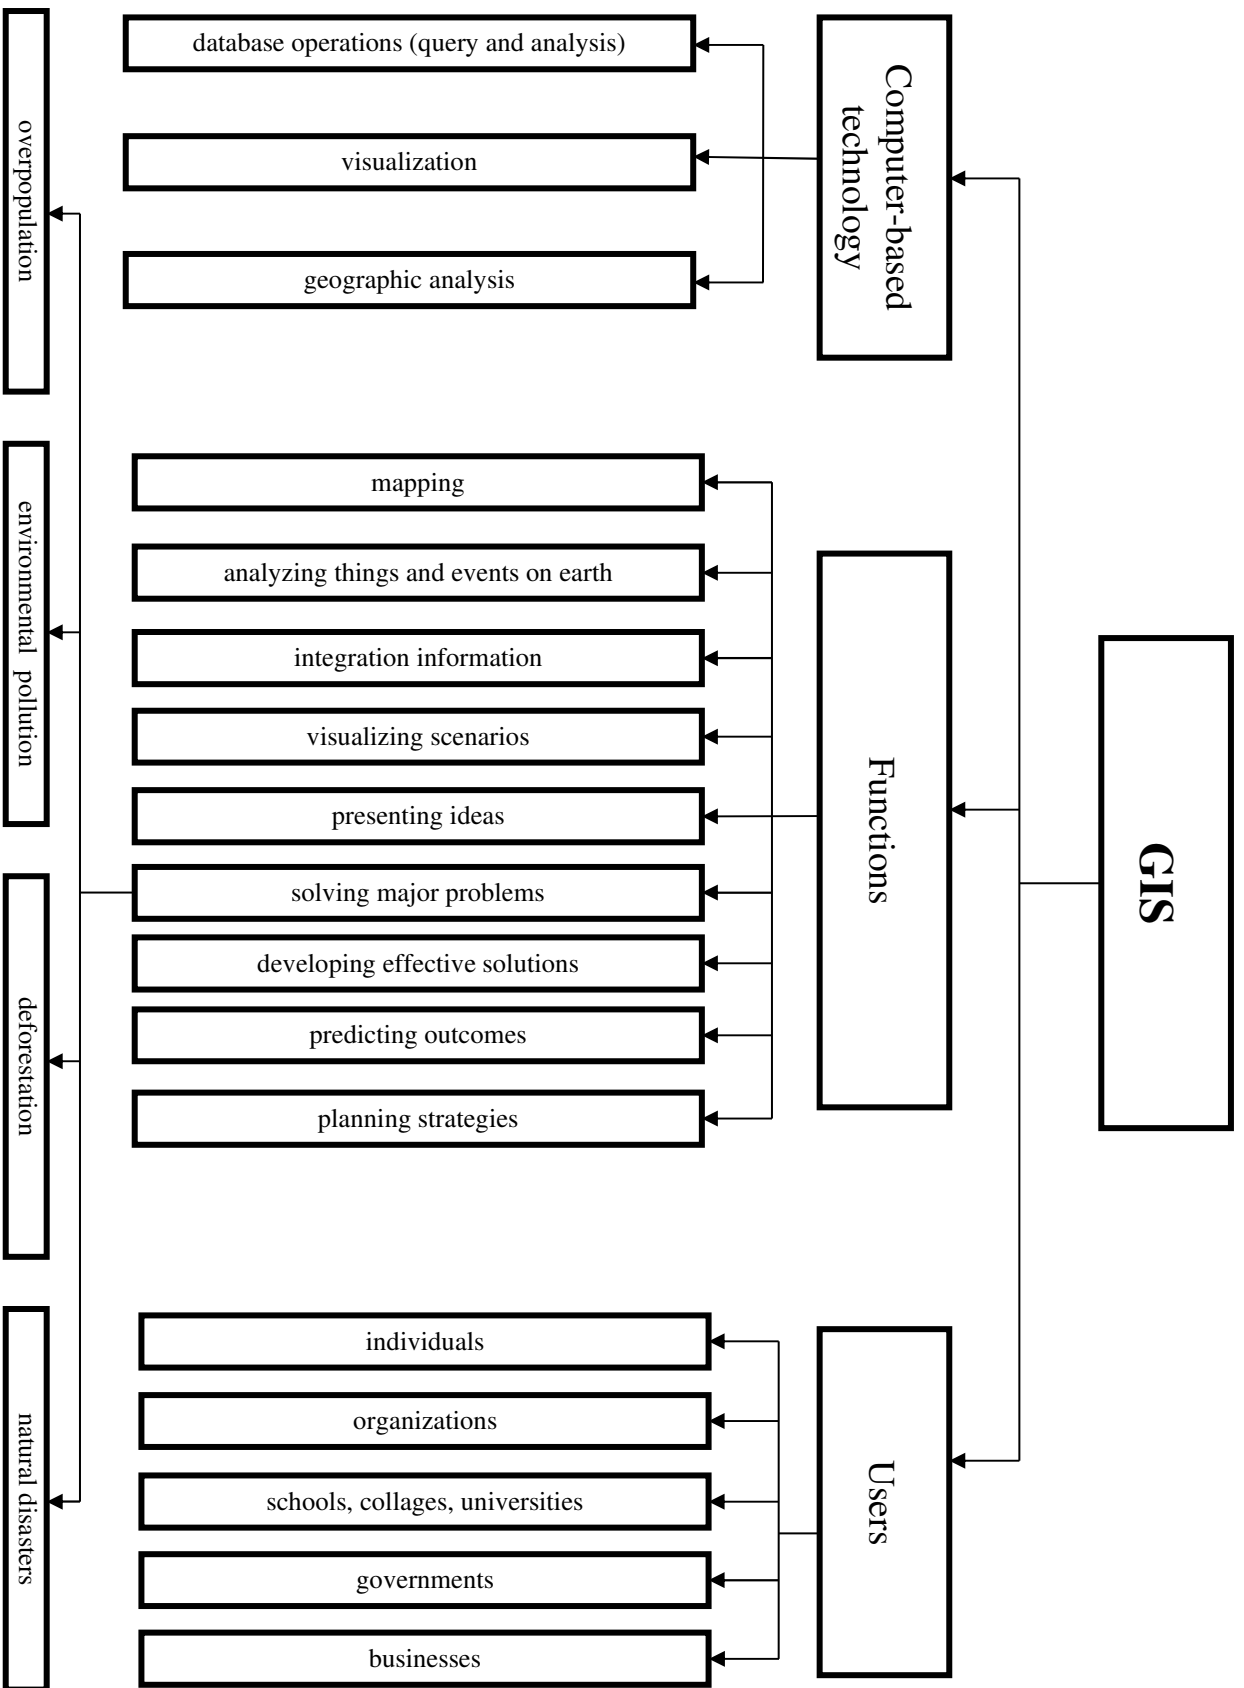 GIS
Computer-based
technology
database operations (query and analysis)
visualization
geographic analysis
Functions
mapping
analyzing things and events on earth
integration information
visualizing scenarios
presenting ideas
solving major problems
developing effective solutions
predicting outcomes
planning strategies
Users
individuals
organizations
schools, collages, universities
governments
businesses
overpopulation
environmental pollution
deforestation
natural disasters